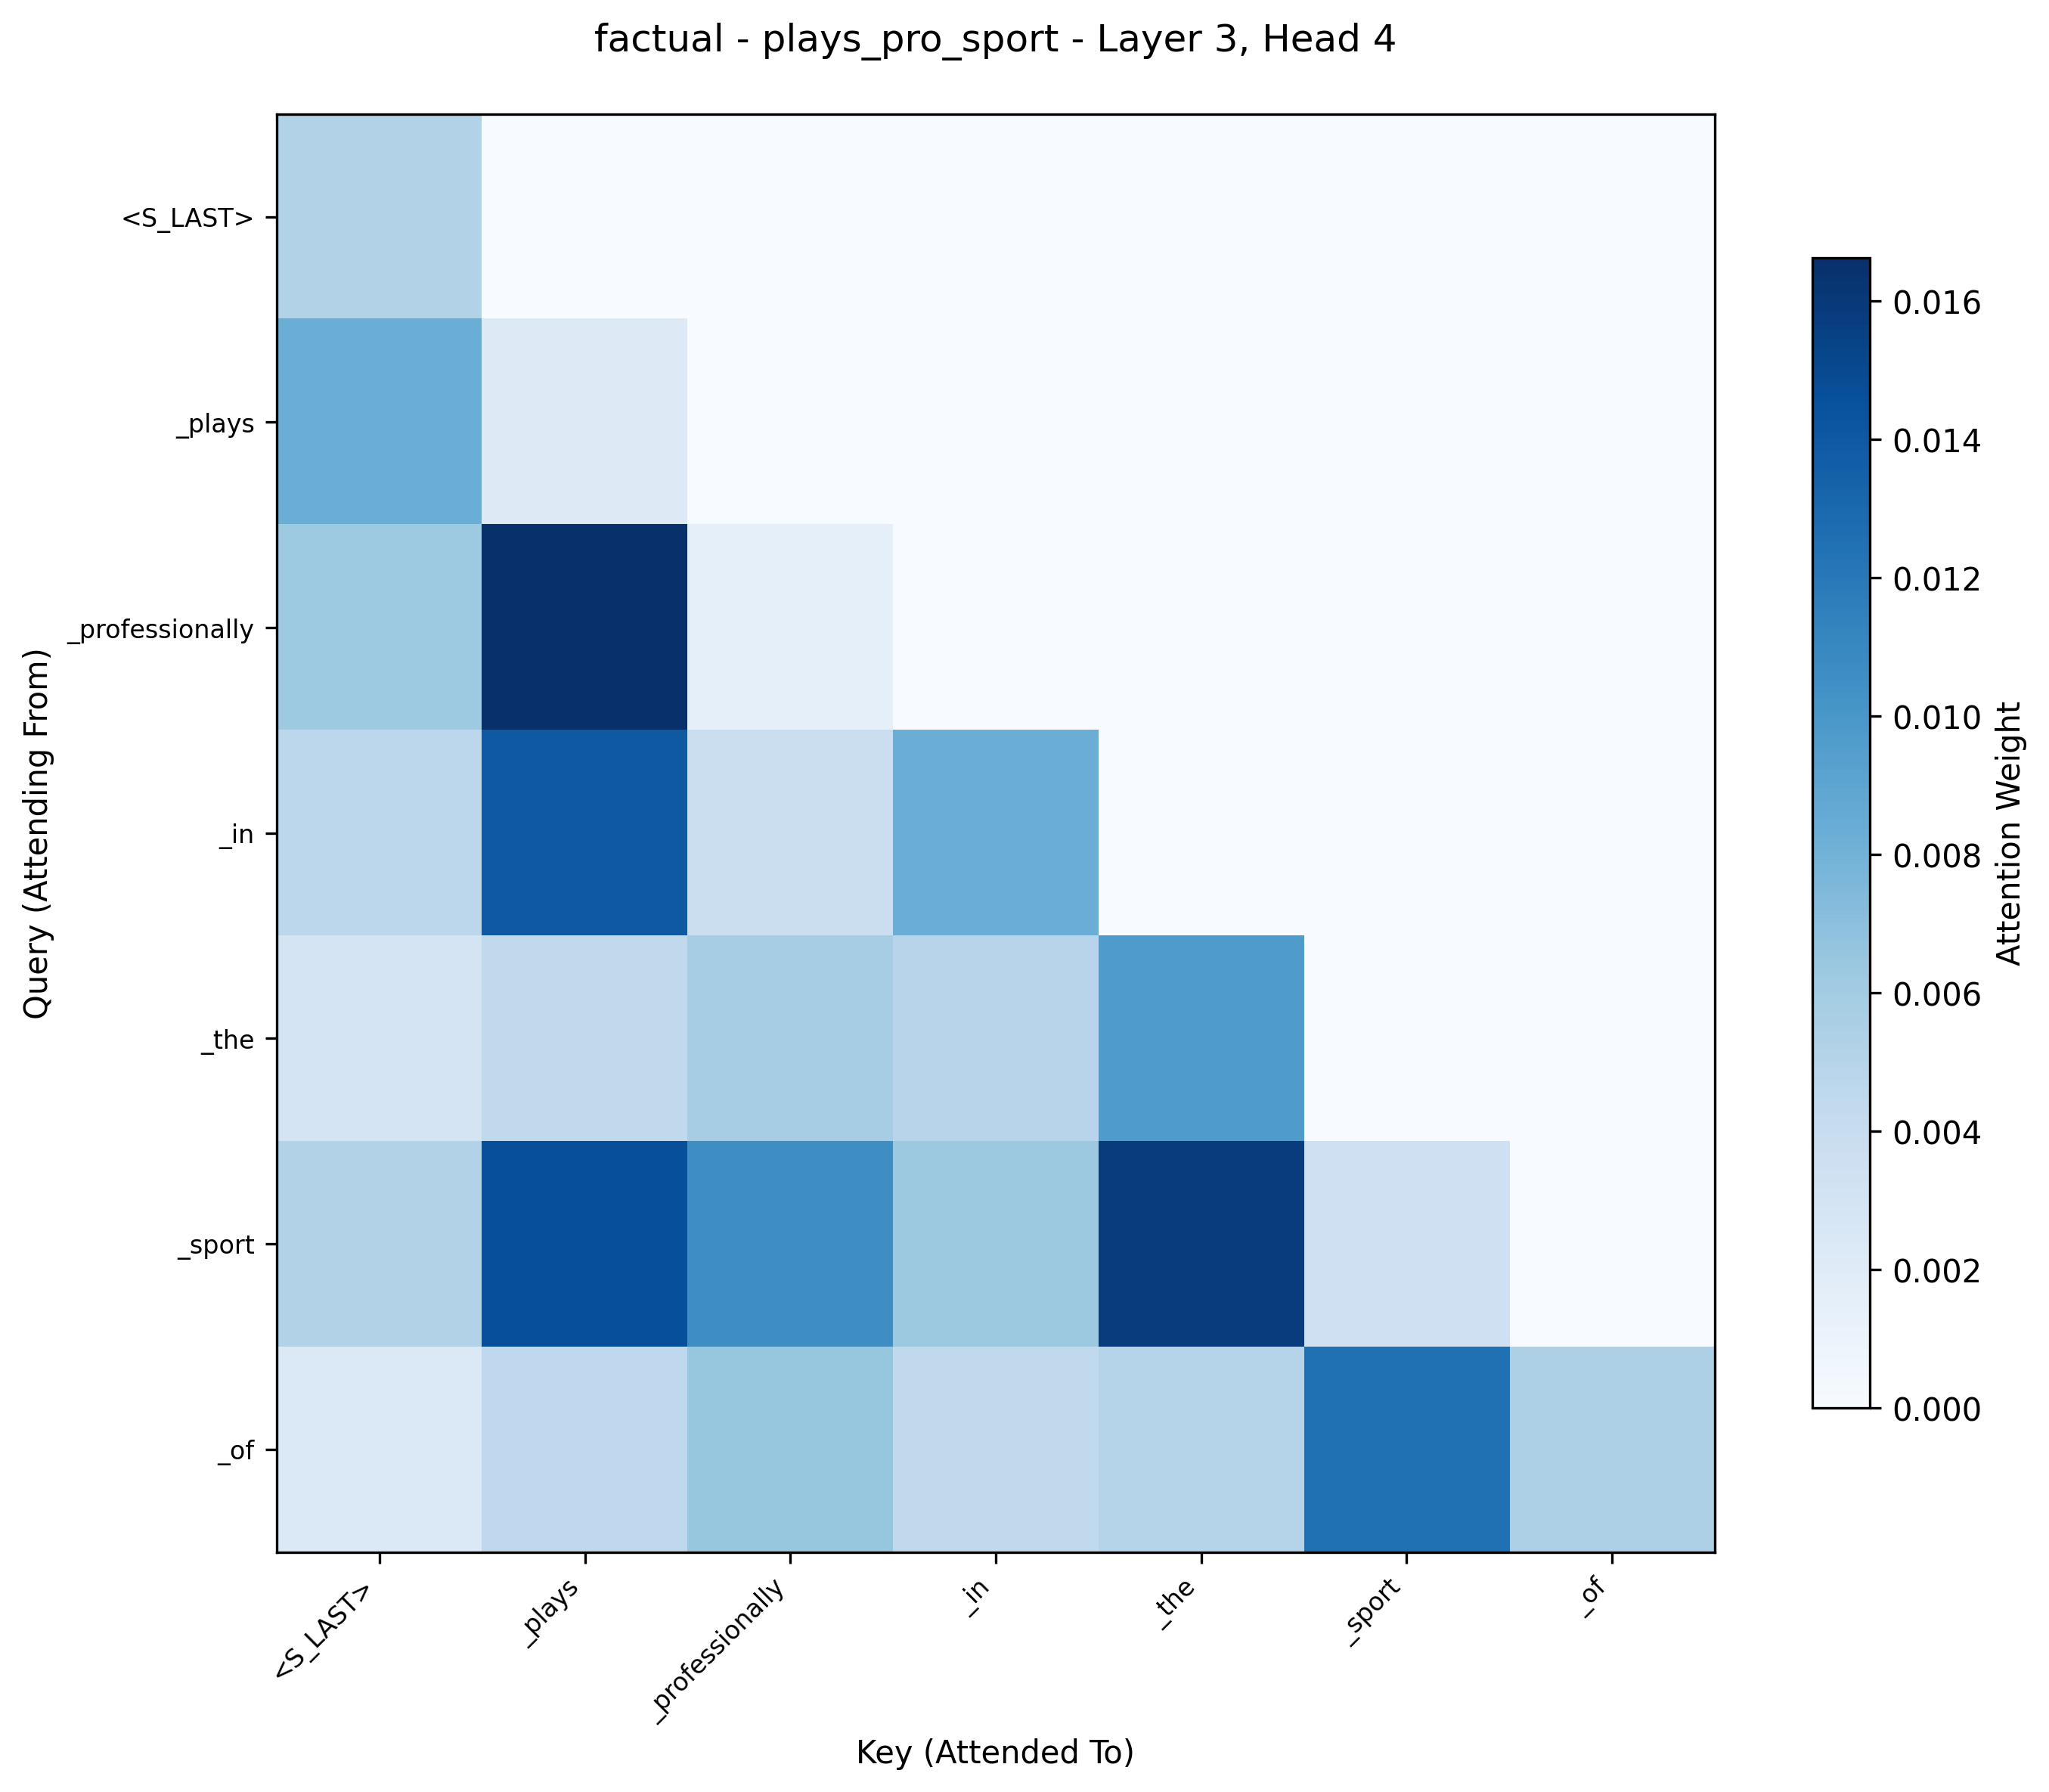 factual - plays_pro_sport - Layer 3, Head 4
Query (Attending From)
<S_LAST>
_plays
_professionally
_in
_the
_sport
_of
<S_LAST>
_plays
_professionally
_in
_the
_sport
_of
Key (Attended To)
0.016
0.014
0.012
0.010
0.008
0.006
0.004
0.002
0.000
Attention Weight